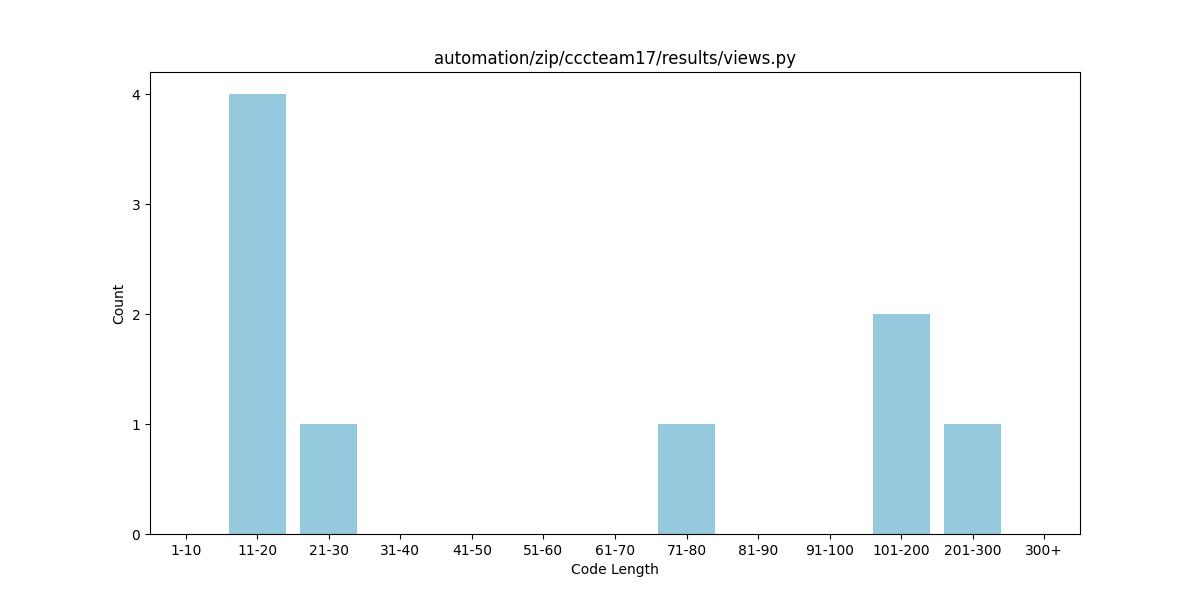 automation/zip/cccteam17/results/views.py
4
3
2
1
0
Count
1-10 11-20 21-30 31-40 41-50 51-60 61-70 71-80 81-90 91-100 101-200 201-300 300+
Code Length